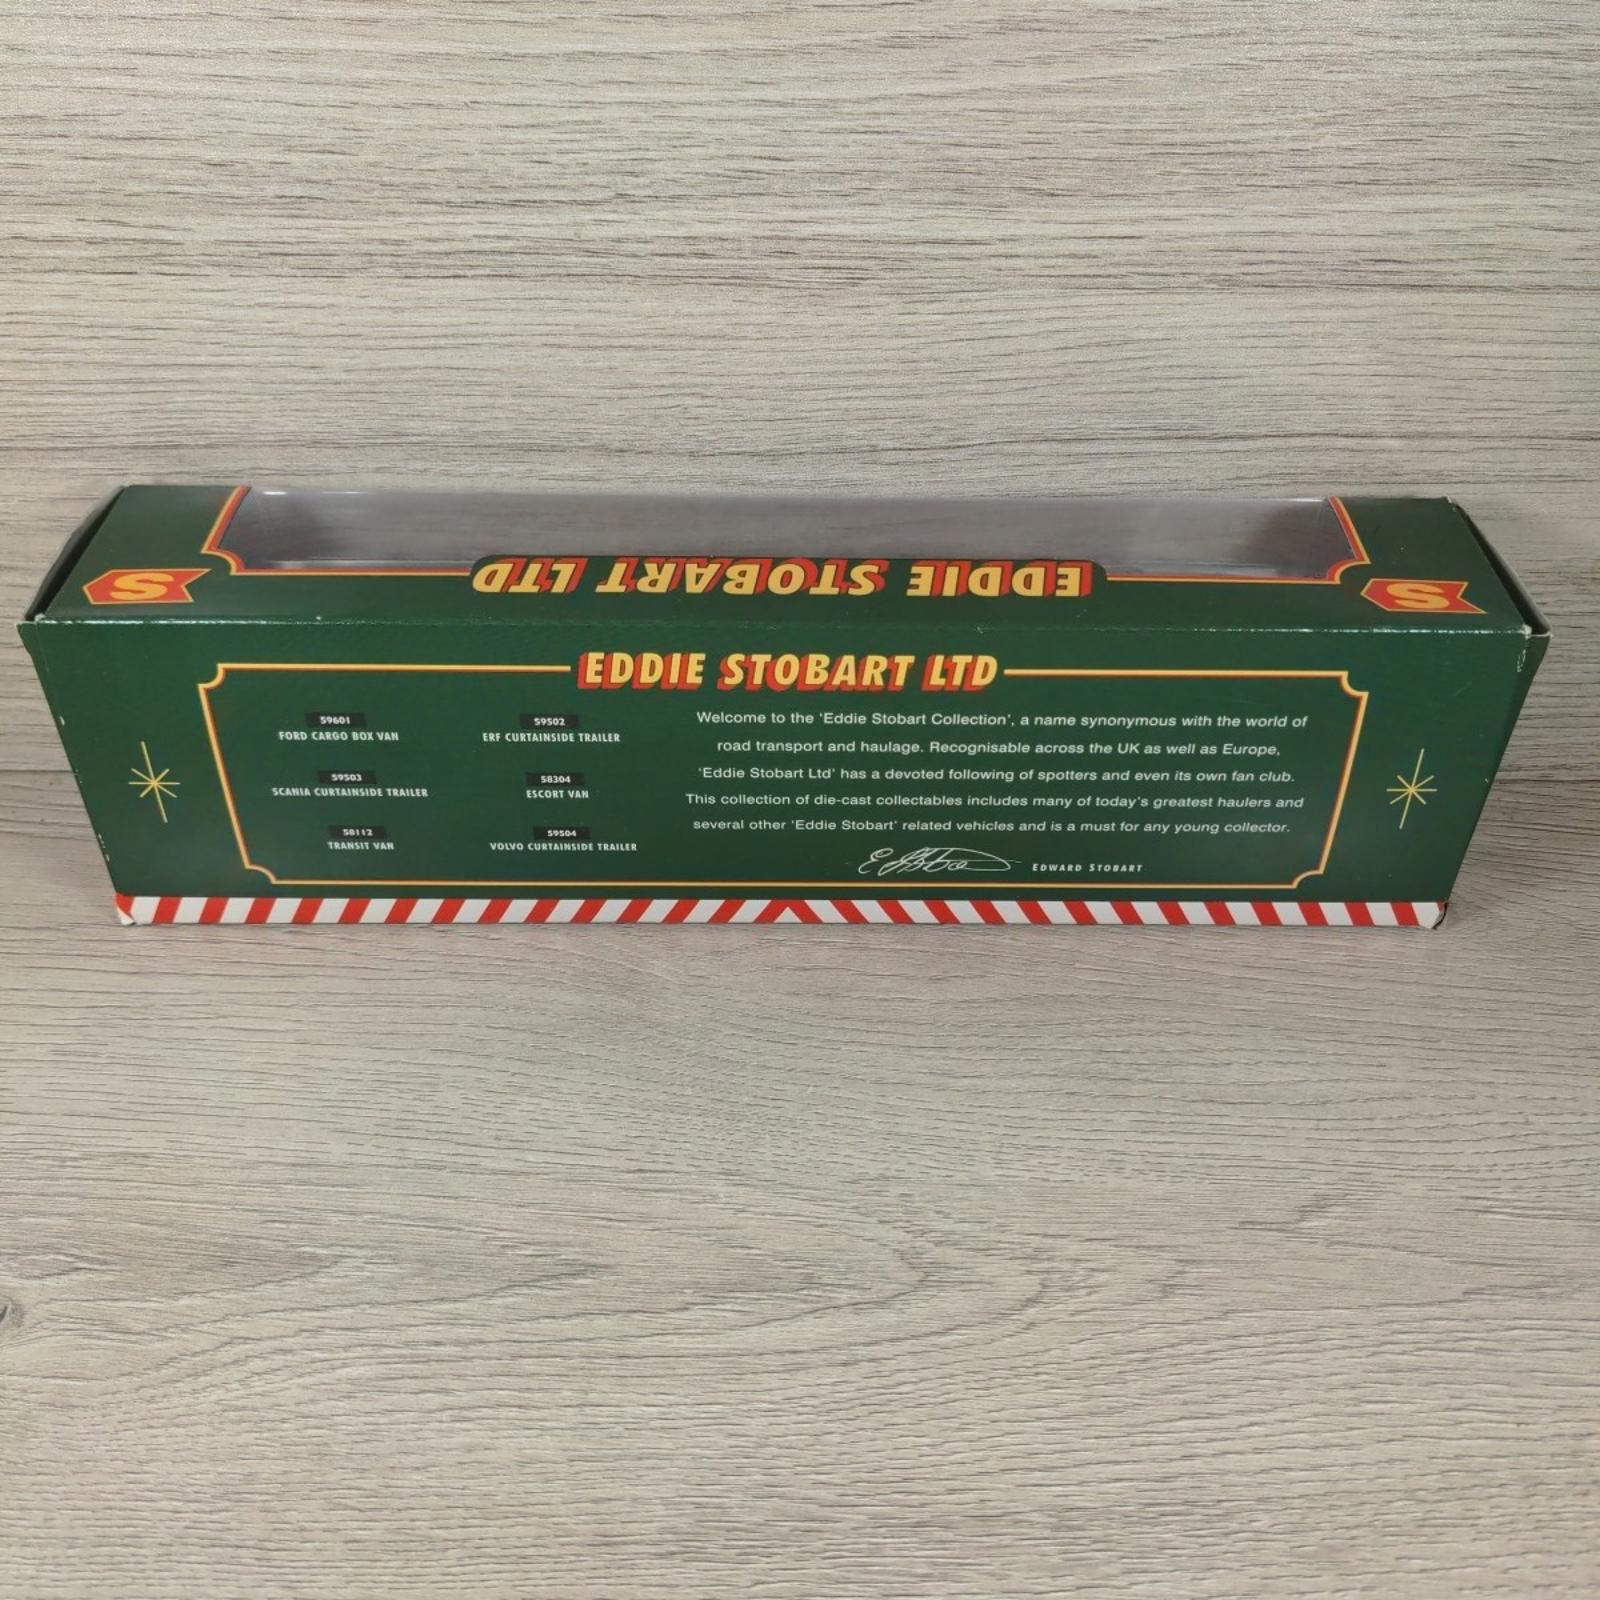 S
EDDIE STOBART LTD
S
EDDIE STOBART LTD
59601
FORD CARGO BOX VAN
59502
ERF CURTAINSIDE TRAILER
59503
SCANIA CURTAINSIDE TRAILER
58304
ESCORT VAN
58112
TRANSIT VAN
59504
VOLVO CURTAINSIDE TRAILER
Welcome to the 'Eddie Stobart Collection', a name synonymous with the world of
road transport and haulage. Recognisable across the UK as well as Europe,
'Eddie Stobart Ltd' has a devoted following of spotters and even its own fan club.
This collection of die-cast collectables includes many of today's greatest haulers and
several other 'Eddie Stobart' related vehicles and is a must for any young collector.
EDWARD STOBART